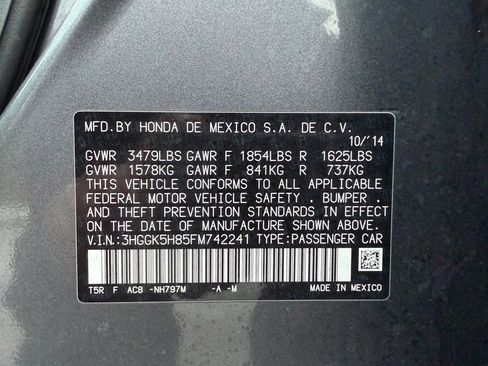 MFD.BY HONDA DE MEXICO S.A. DE C.V.
10/'14
GVWR 3479LBS GAWR F 1854LBS R 1625LBS
GVWR 1578KG GAWR F 841KG R 737KG
THIS VEHICLE CONFORMS TO ALL APPLICABLE
FEDERAL MOTOR VEHICLE SAFETY , BUMPER ,
AND THEFT PREVENTION STANDARDS IN EFFECT
ON THE DATE OF MANUFACTURE SHOWN ABOVE.
V.I.N.:3HGGK5H85FM742241 TYPE:PASSENGER CAR
T5R F AC8 -NH797M -A -M MADE IN MEXICO